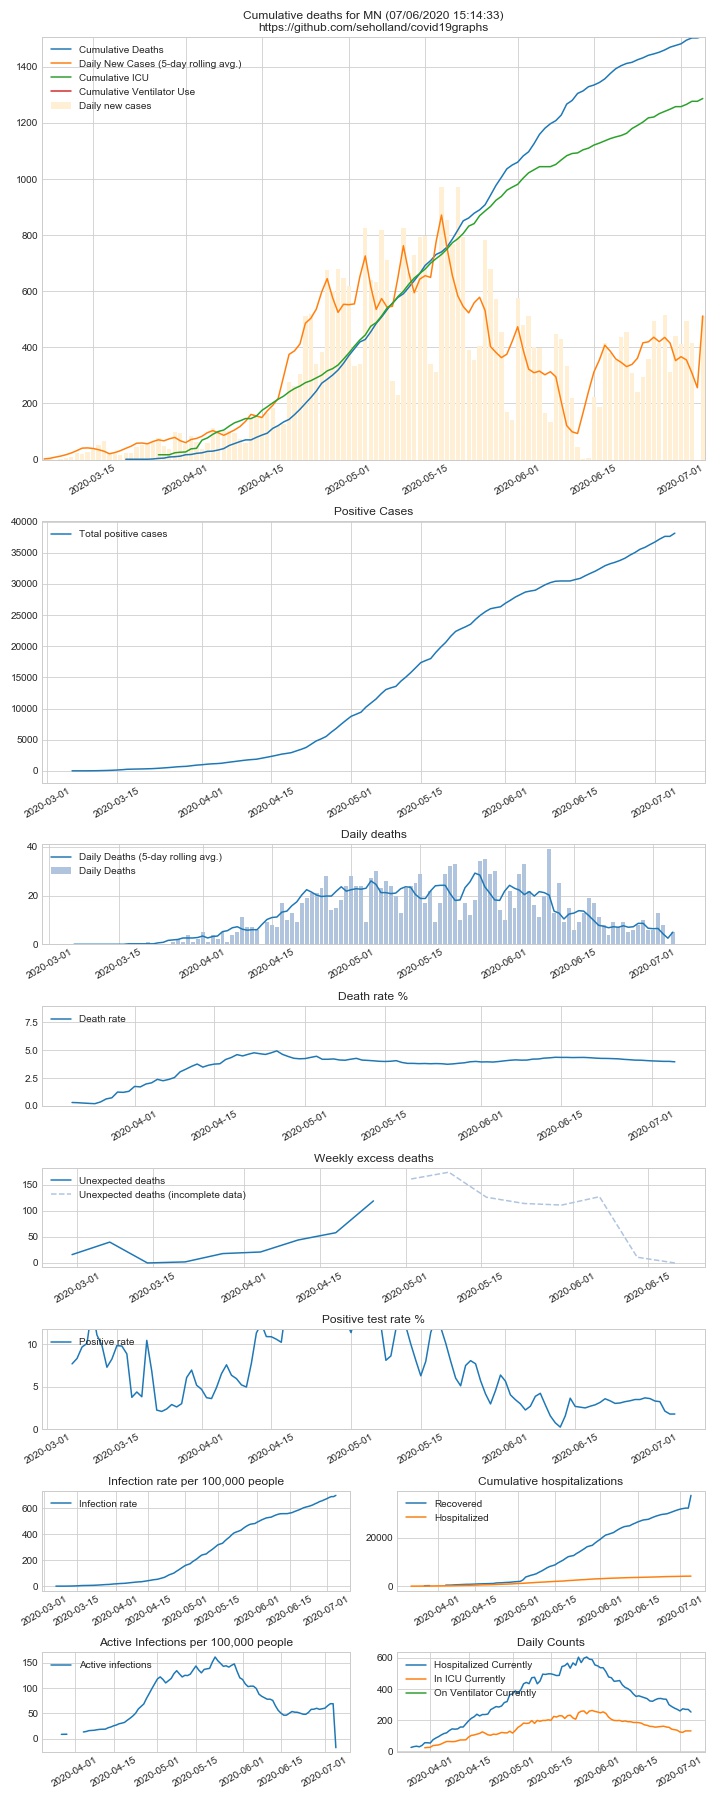 Cumulative deaths for MN (07/06/2020 15:14:33)
https://github.com/seholland/covid19graphs
Cumulative Deaths
Daily New Cases (5-day rolling avg.)
Cumulative ICU
Cumulative Ventilator Use
Daily new cases
1400
1200
1000
800
600
400
200
0
2020-03-15 2020-04-01 2020-04-15 2020-05-01 2020-05-15 2020-06-01 2020-06-15 2020-07-01
Positive Cases
Total positive cases
40000
35000
30000
25000
20000
15000
10000
5000
0
2020-03-01 2020-03-15 2020-04-01 2020-04-15 2020-05-01 2020-05-15 2020-06-01 2020-06-15 2020-07-01
Daily deaths
Daily Deaths (5-day rolling avg.)
Daily Deaths
40
20
0
2020-03-01 2020-03-15 2020-04-01 2020-04-15 2020-05-01 2020-05-15 2020-06-01 2020-06-15 2020-07-01
Death rate %
Death rate
7.5
5.0
2.5
0.0
2020-04-01 2020-04-15 2020-05-01 2020-05-15 2020-06-01 2020-06-15 2020-07-01
Weekly excess deaths
Unexpected deaths
Unexpected deaths (incomplete data)
150
100
50
0
2020-03-01 2020-03-15 2020-04-01 2020-04-15 2020-05-01 2020-05-15 2020-06-01 2020-06-15
Positive test rate %
Positive rate
10
5
0
2020-03-01 2020-03-15 2020-04-01 2020-04-15 2020-05-01 2020-05-15 2020-06-01 2020-06-15 2020-07-01
Infection rate per 100,000 people
Infection rate
600
400
200
0
2020-03-01 2020-03-15 2020-04-01 2020-04-15 2020-05-01 2020-05-15 2020-06-01 2020-06-15 2020-07-01
Cumulative hospitalizations
Recovered
Hospitalized
20000
0
2020-04-01 2020-04-15 2020-05-01 2020-05-15 2020-06-01 2020-06-15 2020-07-01
Active Infections per 100,000 people
Active infections
150
100
50
0
2020-04-01 2020-04-15 2020-05-01 2020-05-15 2020-06-01 2020-06-15 2020-07-01
Daily Counts
Hospitalized Currently
In ICU Currently
On Ventilator Currently
600
400
200
0
2020-04-01 2020-04-15 2020-05-01 2020-05-15 2020-06-01 2020-06-15 2020-07-01